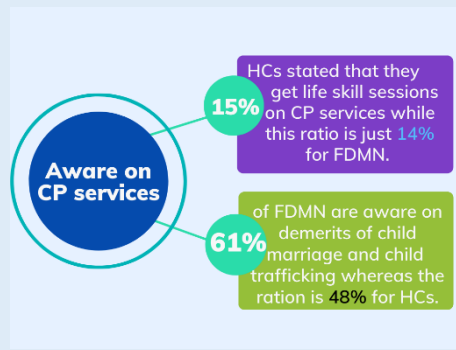 Aware on
CP services
15%
HCs stated that they
get life skill sessions
on CP services while
this ratio is just 14%
for FDMN.
61%
of FDMN are aware on
demerits of child
marriage and child
trafficking whereas the
ration is 48% for HCs.